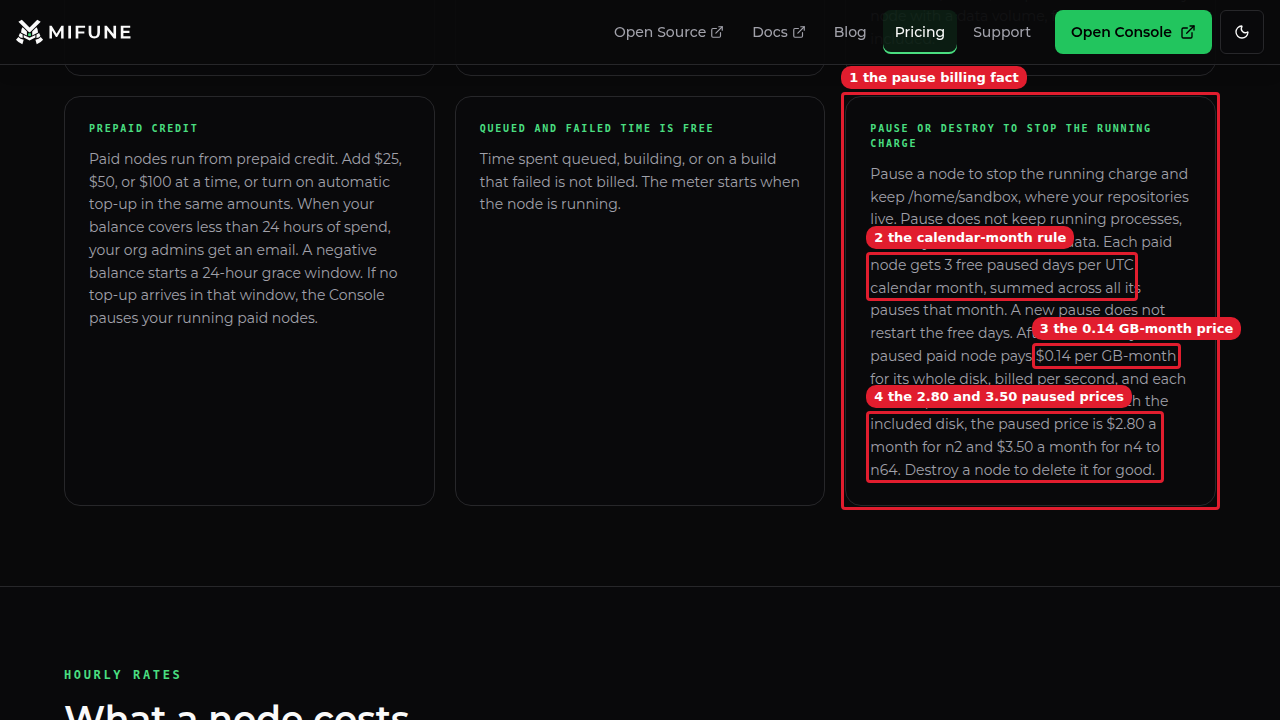 MIFUNE
Open Source
Docs
Blog
Pricing
Support
Open Console
1 the pause billing fact
PREPAID CREDIT
Paid nodes run from prepaid credit. Add $25,
$50, or $100 at a time, or turn on automatic
top-up in the same amounts. When your
balance covers less than 24 hours of spend,
your org admins get an email. A negative
balance starts a 24-hour grace window. If no
top-up arrives in that window, the Console
pauses your running paid nodes.
QUEUED AND FAILED TIME IS FREE
Time spent queued, building, or on a build
that failed is not billed. The meter starts when
the node is running.
PAUSE OR DESTROY TO STOP THE RUNNING
CHARGE
Pause a node to stop the running charge and
keep /home/sandbox, where your repositories
live. Pause does not keep running processes,
2 the calendar-month rule
data. Each paid
node gets 3 free paused days per UTC
calendar month, summed across all its
pauses that month. A new pause does not
restart the free days.
3 the 0.14 GB-month price
paused paid node pays $0.14 per GB-month
for its whole disk, billed per second, and each
4 the 2.80 and 3.50 paused prices
the
included disk, the paused price is $2.80 a
month for n2 and $3.50 a month for n4 to
n64. Destroy a node to delete it for good.
HOURLY RATES
What a node costs